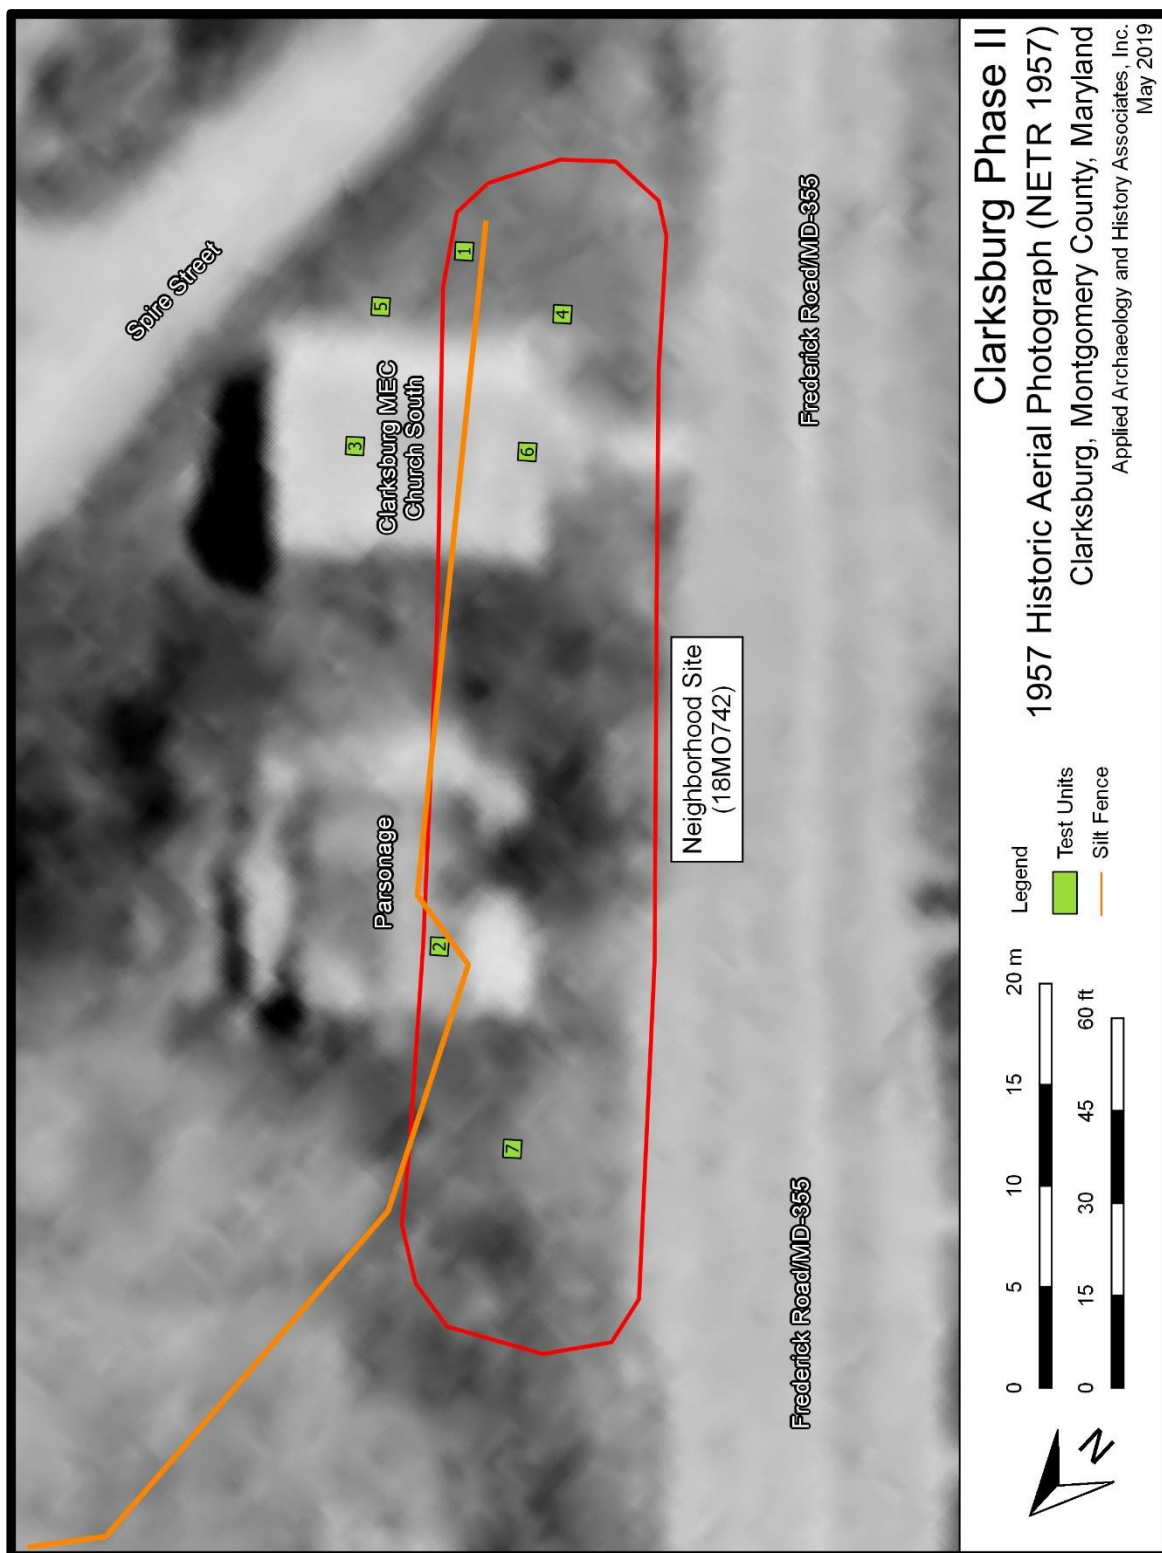 Spire Street
5
1
3
Clarksburg MEC
Church South
4
6
Frederick Road/MD-355
Parsonage
2
Neighborhood Site
(18MO742)
7
Frederick Road/MD-355
N
0 5 10 15 20 m
0 15 30 45 60 ft
Legend
Test Units
Silt Fence
Clarksburg Phase II
1957 Historic Aerial Photograph (NETR 1957)
Clarksburg, Montgomery County, Maryland
Applied Archaeology and History Associates, Inc.
May 2019